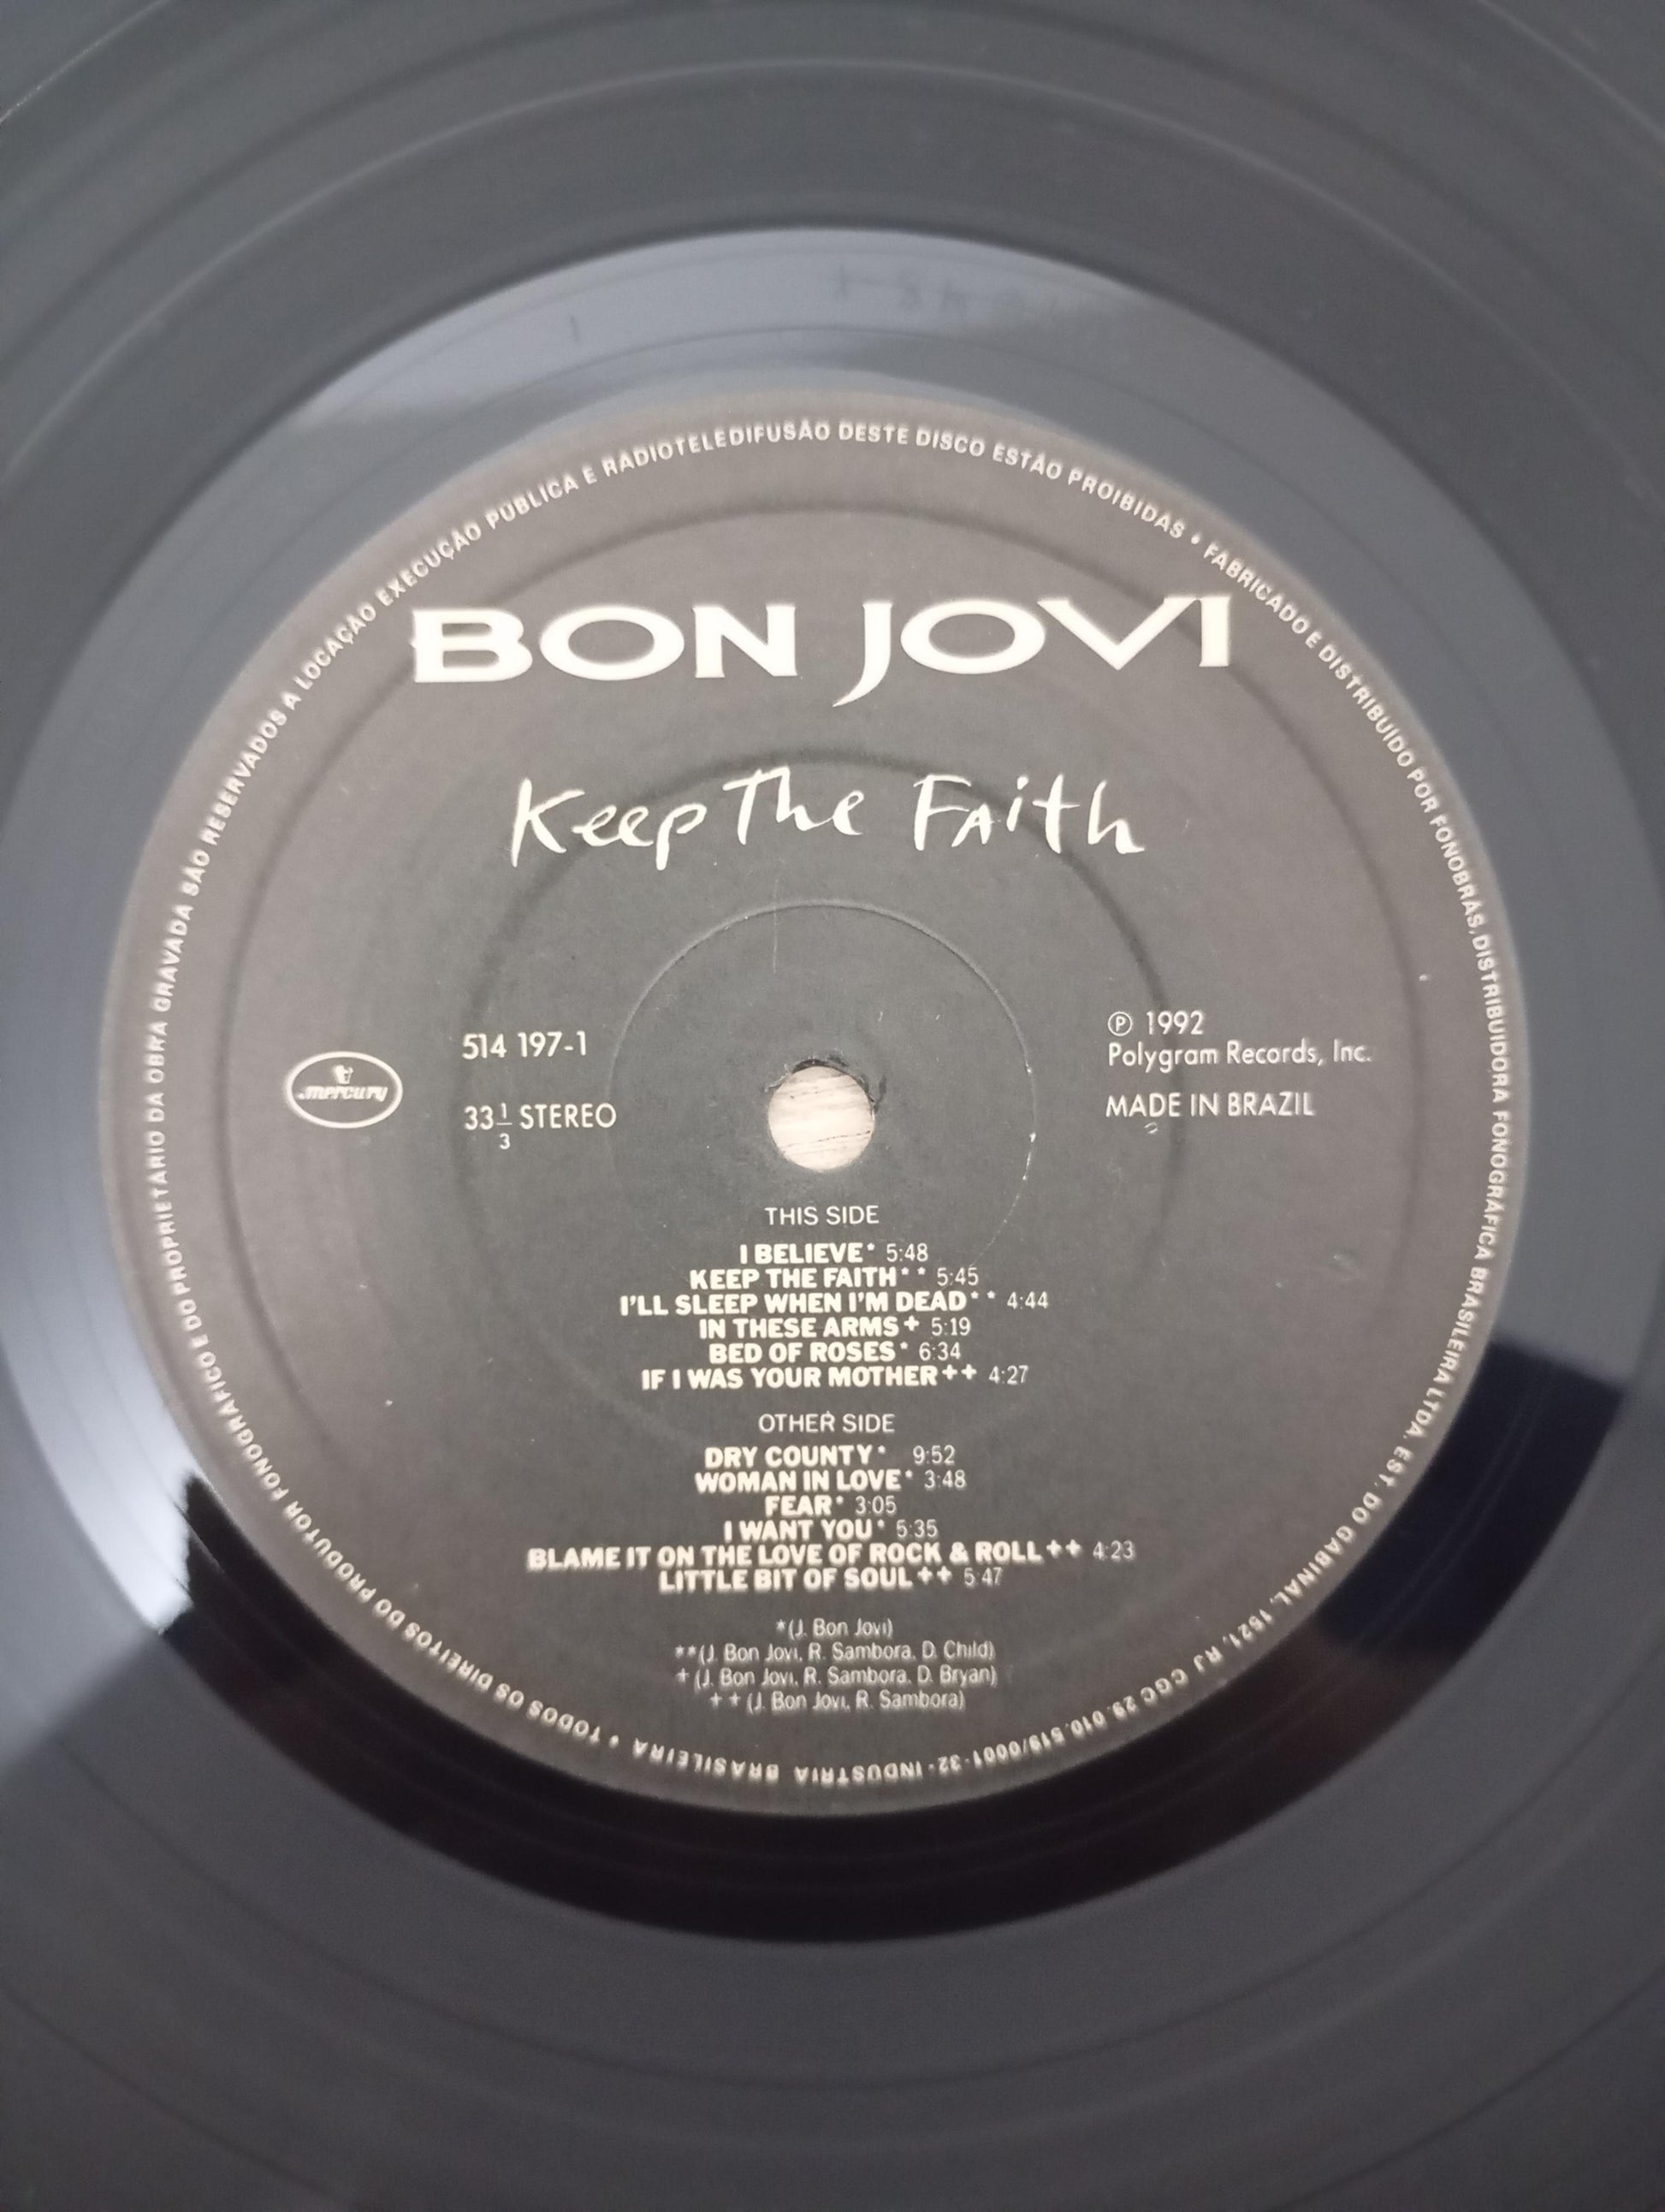 TODOS OS DIREITOS DO PRODUTOR FONOGRÁFICO E DO PROPRIETÁRIO DA OBRA GRAVADA SÃO RESERVADOS A LOCAÇÃO EXECUÇÃO PÚBLICA E RADIOTELEDIFUSÃO DESTE DISCO ESTÃO PROIBIDAS • FABRICADO E DISTRIBUÍDO POR FONOBRÁS, DISTRIBUIDORA FONOGRÁFICA BRASILEIRA LTDA. EST. DO GABINAL, 1521, RJ CGC 29.010.519/0001-32 - INDÚSTRIA BRASILEIRA •
BON JOVI
Keep The Faith
514 197-1
33 1/3 STEREO
mercury
℗ 1992
Polygram Records, Inc.
MADE IN BRAZIL
THIS SIDE
I BELIEVE* 5:48
KEEP THE FAITH** 5:45
I'LL SLEEP WHEN I'M DEAD** 4:44
IN THESE ARMS+ 5:19
BED OF ROSES* 6:34
IF I WAS YOUR MOTHER++ 4:27
OTHER SIDE
DRY COUNTY* 9:52
WOMAN IN LOVE* 3:48
FEAR* 3:05
I WANT YOU* 5:35
BLAME IT ON THE LOVE OF ROCK & ROLL++ 4:23
LITTLE BIT OF SOUL++ 5:47
*(J. Bon Jovi)
**(J. Bon Jovi, R. Sambora, D. Child)
+(J. Bon Jovi, R. Sambora, D. Bryan)
++(J. Bon Jovi, R. Sambora)